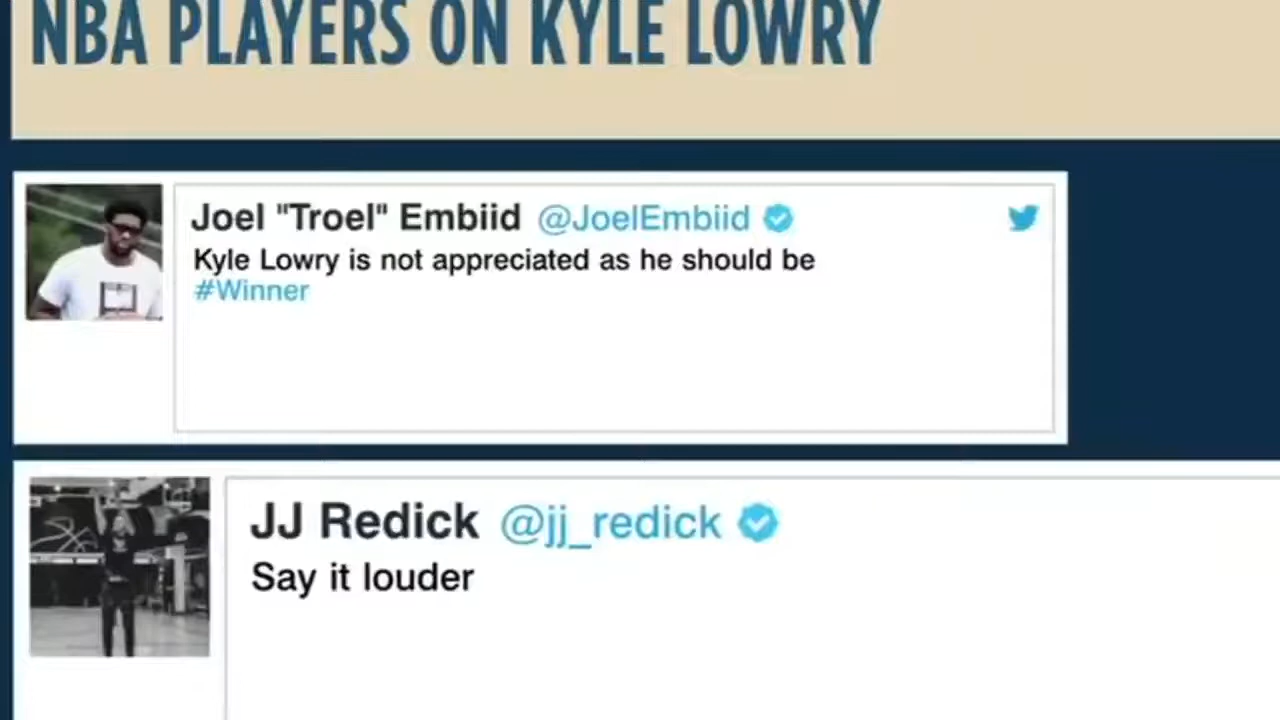 NBA PLAYERS ON KYLE LOWRY
Joel "Troel" Embiid @JoelEmbiid
Kyle Lowry is not appreciated as he should be
#Winner
JJ Redick @jj_redick
Say it louder